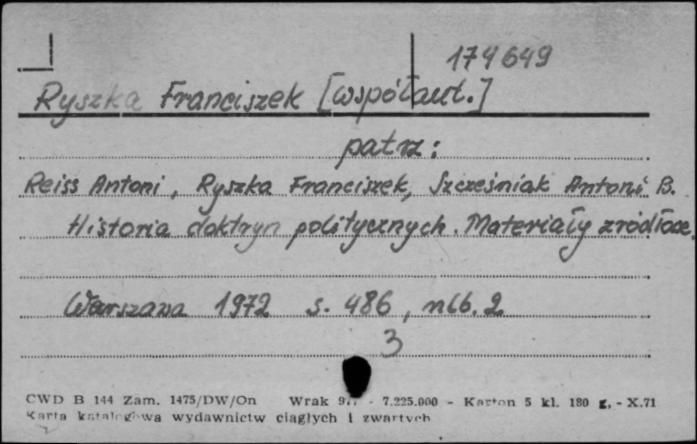 174649
Ryszka Franciszek [współaut.]
patrz:
Reiss Antoni, Ryszka Franciszek, Szcześniak Antoni B.
Historia doktryn politycznych. Materiały zródłowe,
Warszawa 1972 s. 486, nlb. 2
3
CWD B 144 Zam. 1475/DW/On Wrak - 7.225.000 - Karton 5 kl. 180 g, - X.71
Karta katalogowa wydawnictw ciągłych i zwartych